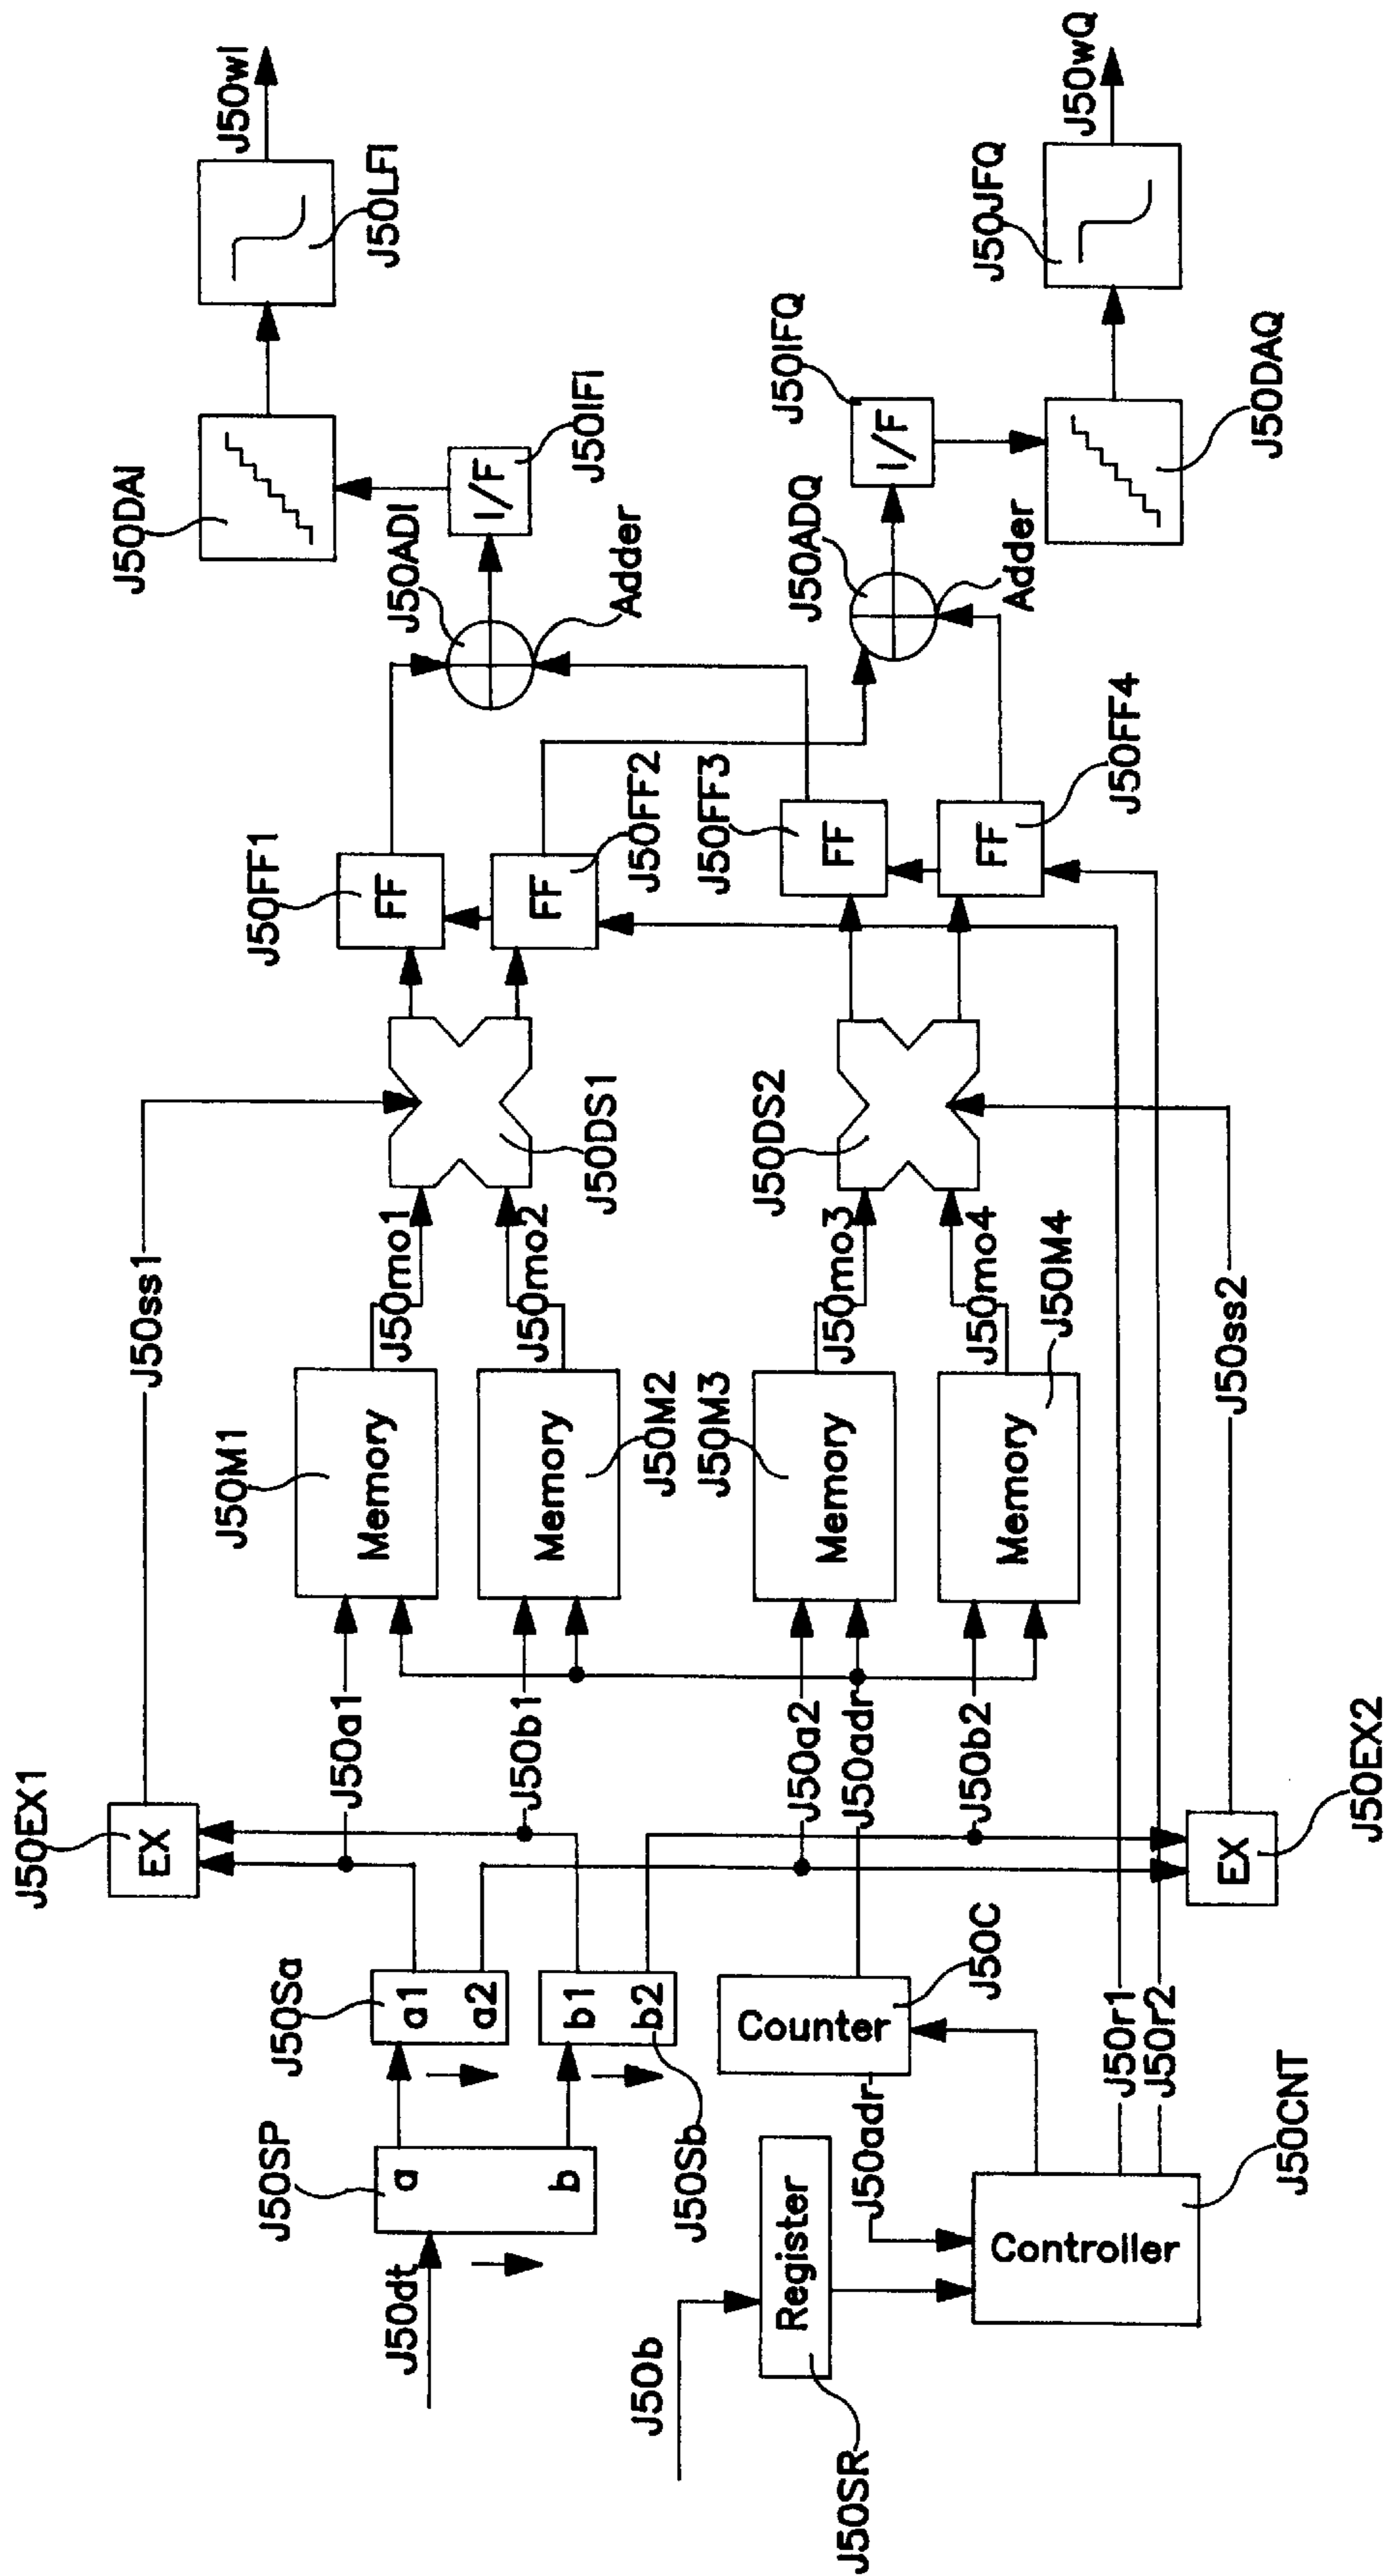 J50EX1
EX
J50ss1
J50DAI
J50LFI
J50wI
J50a1
J50M1
Memory
J50mo1
J50FF1
FF
J50ADI
I/F
J50IFI
Adder
J50SP
a
b
J50dt
J50Sa
a1
a2
b1
b2
J50Sb
J50b1
Memory
J50M2
J50mo2
J50DS1
FF
J50FF2
J50b
Register
J50SR
Counter
J50C
J50adr
J50a2
J50adr
J50M3
Memory
J50mo3
J50DS2
J50FF3
FF
J50ADQ
I/F
J50IFQ
Adder
J50JFQ
J50wQ
J50DAQ
J50b2
Memory
J50M4
J50mo4
FF
J50FF4
Controller
J50CNT
J50r1
J50r2
EX
J50EX2
J50ss2